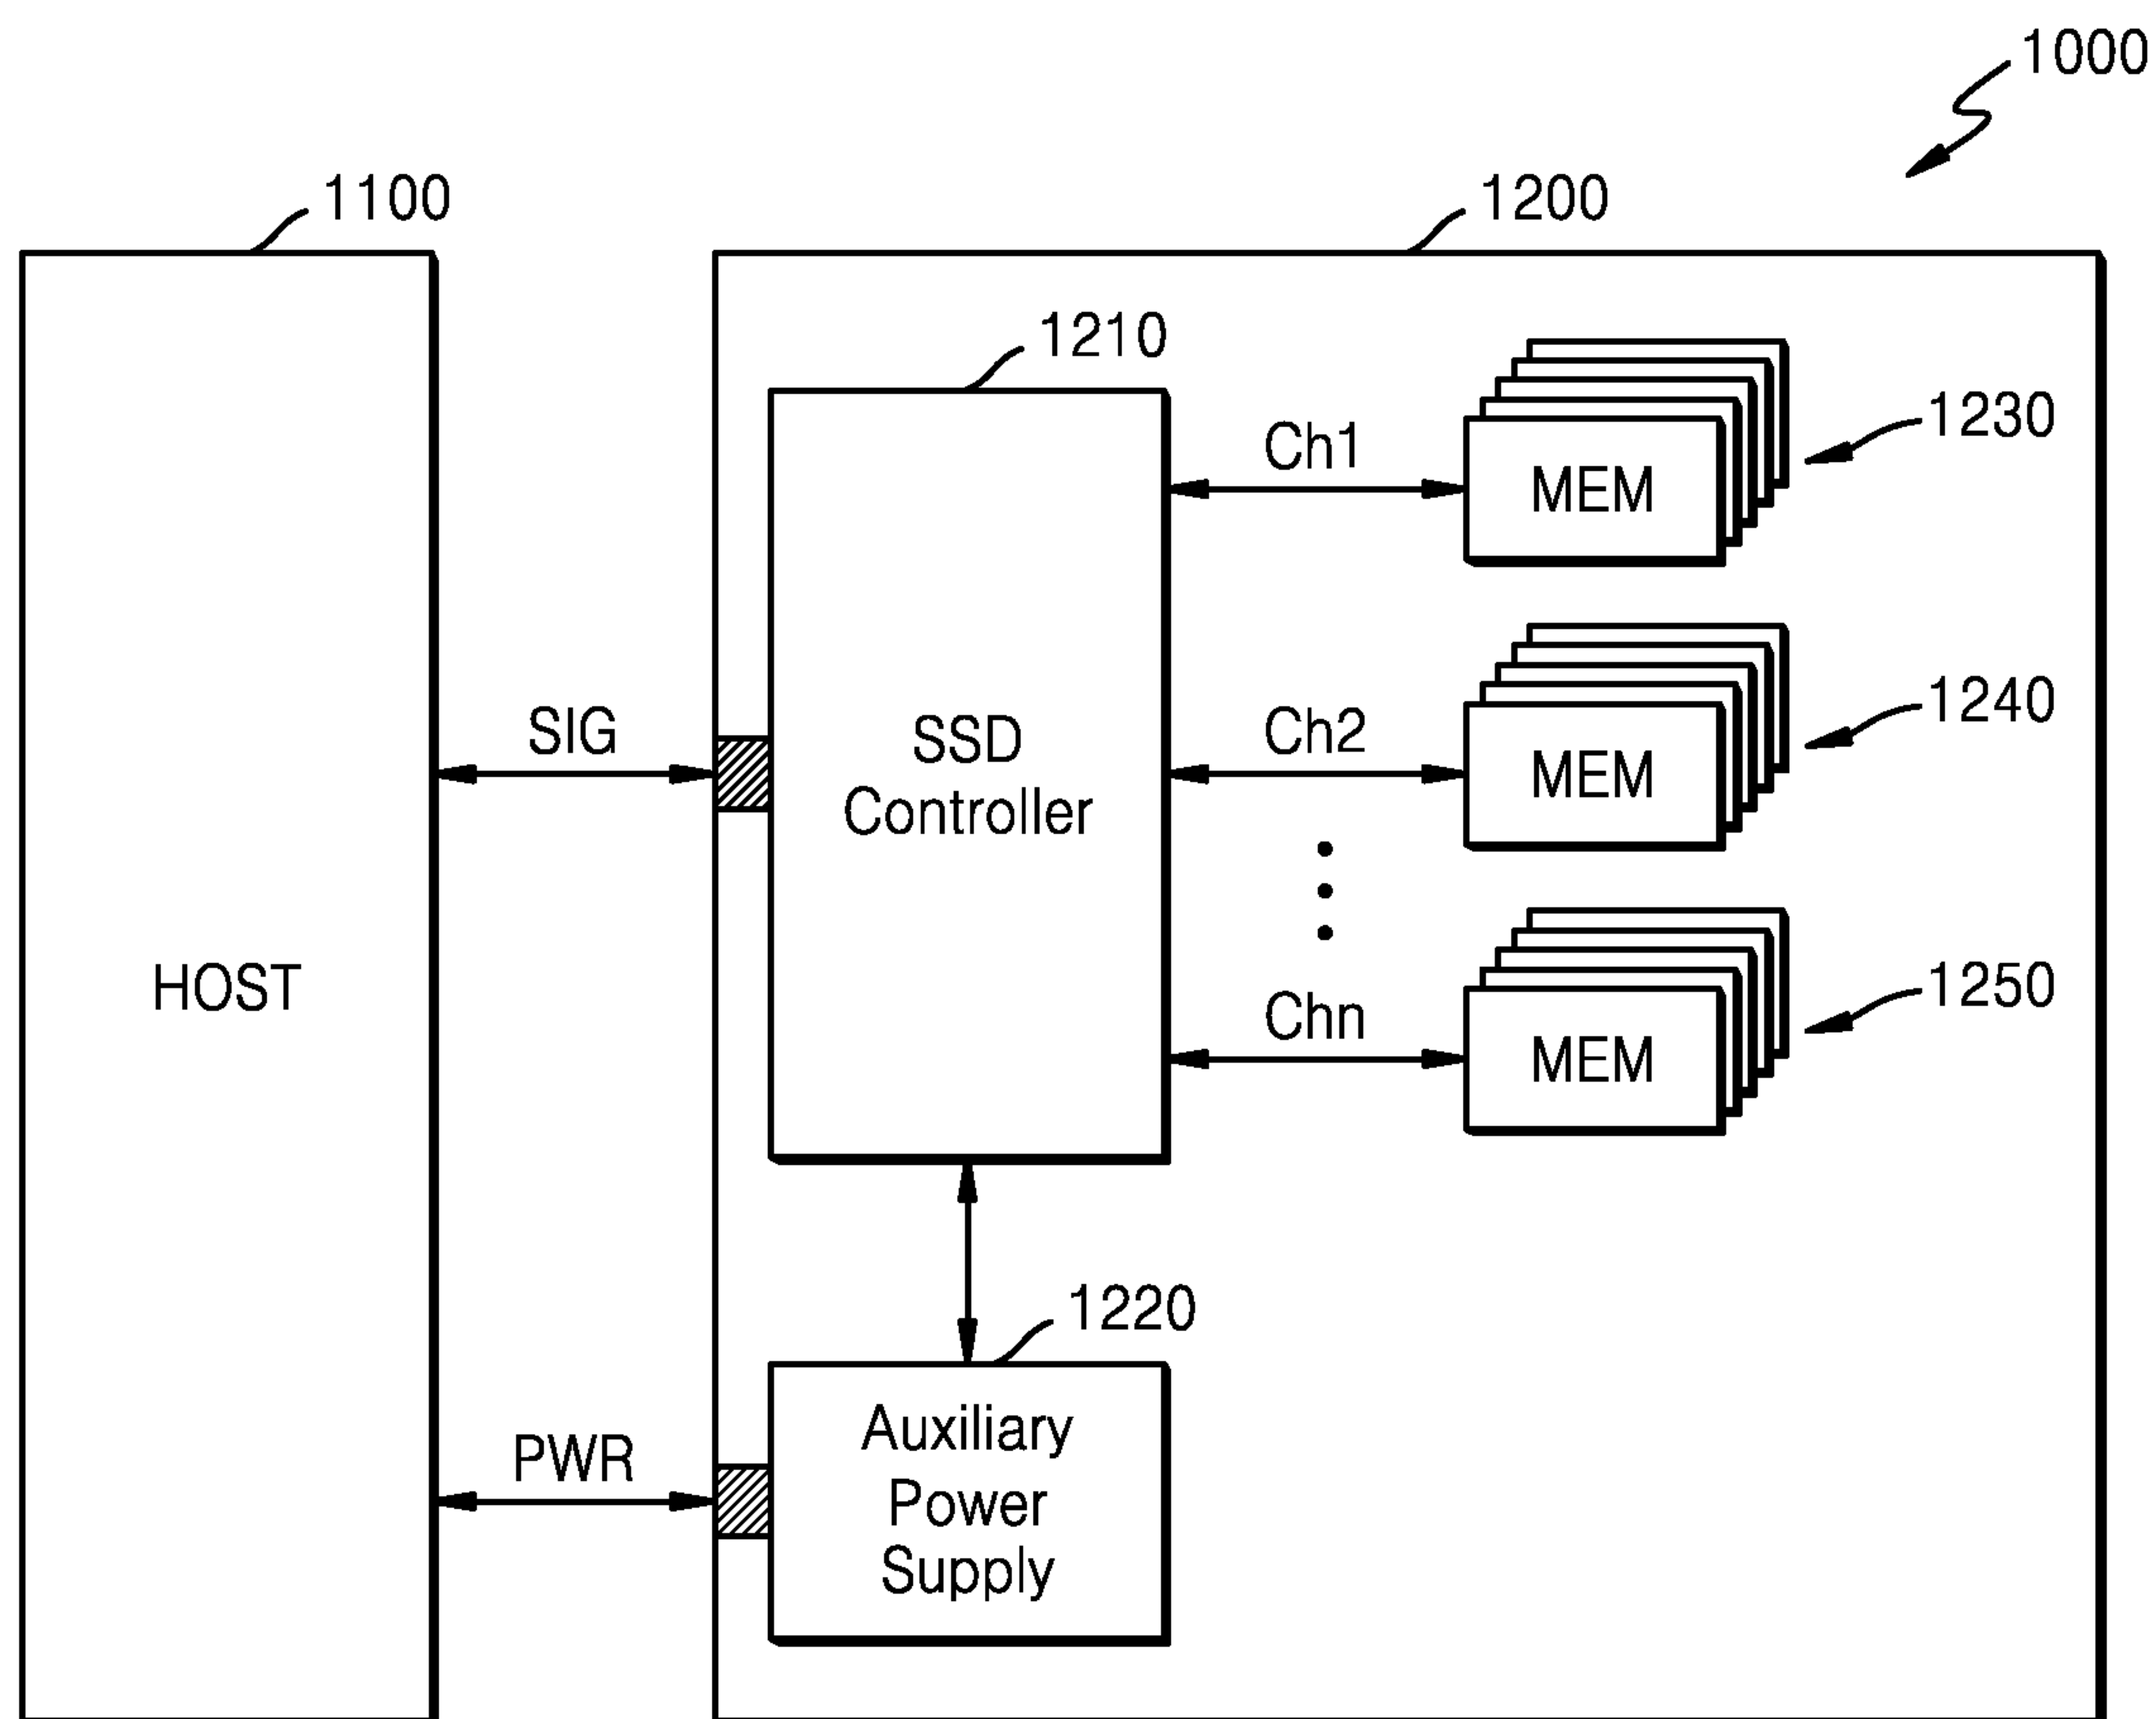 1000
1100
1200
1210
Ch1
MEM
1230
SIG
SSD
Controller
Ch2
MEM
1240
HOST
Chn
MEM
1250
1220
PWR
Auxiliary
Power
Supply